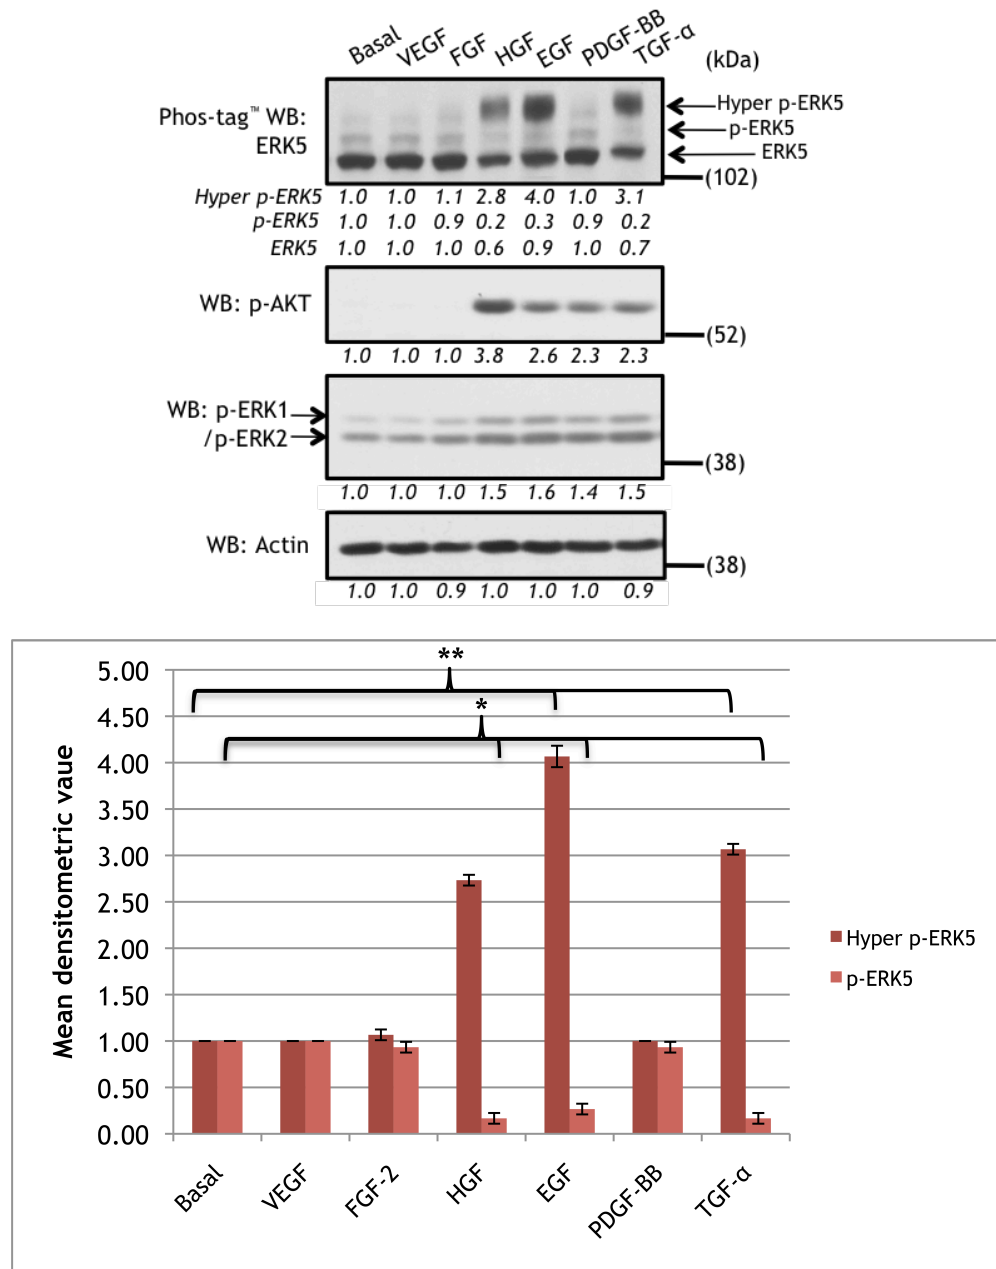 Basal VEGF FGF HGF EGF PDGF-BB TGF-α (kDa)
Phos-tag™ WB:
ERK5
Hyper p-ERK5
p-ERK5
ERK5
(102)
Hyper p-ERK5 1.0 1.0 1.1 2.8 4.0 1.0 3.1
p-ERK5 1.0 1.0 0.9 0.2 0.3 0.9 0.2
ERK5 1.0 1.0 1.0 0.6 0.9 1.0 0.7
WB: p-AKT
(52)
1.0 1.0 1.0 3.8 2.6 2.3 2.3
WB: p-ERK1
/p-ERK2
(38)
1.0 1.0 1.0 1.5 1.6 1.4 1.5
WB: Actin
(38)
1.0 1.0 0.9 1.0 1.0 1.0 0.9
**
*
Mean densitometric vaue
5.00
4.50
4.00
3.50
3.00
2.50
2.00
1.50
1.00
0.50
0.00
Basal VEGF FGF-2 HGF EGF PDGF-BB TGF-α
Hyper p-ERK5
p-ERK5